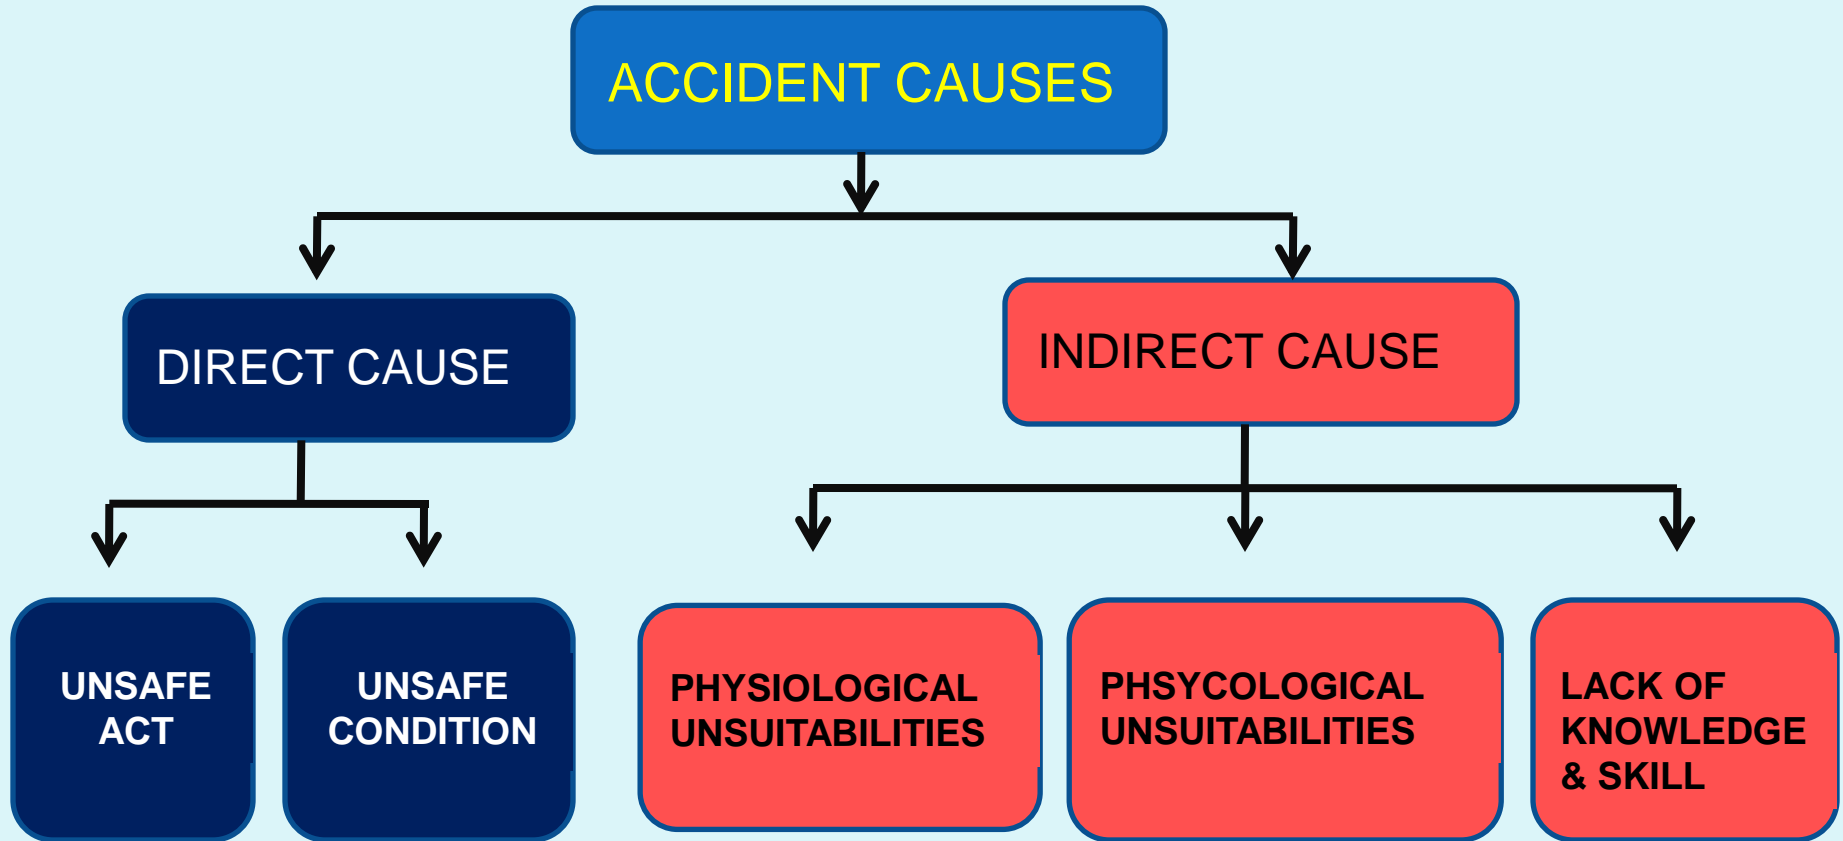 ACCIDENT CAUSES
DIRECT CAUSE
INDIRECT CAUSE
UNSAFE
ACT
UNSAFE
CONDITION
PHYSIOLOGICAL
UNSUITABILITIES
PHSYCOLOGICAL
UNSUITABILITIES
LACK OF
KNOWLEDGE
& SKILL